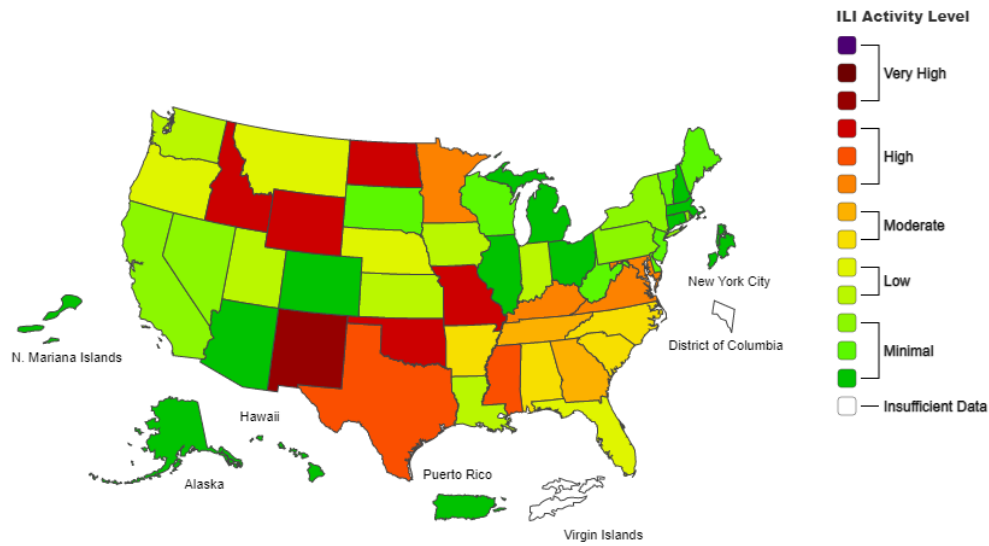 ILI Activity Level
Very High
High
Moderate
Low
Minimal
Insufficient Data
New York City
District of Columbia
N. Mariana Islands
Hawaii
Alaska
Puerto Rico
Virgin Islands